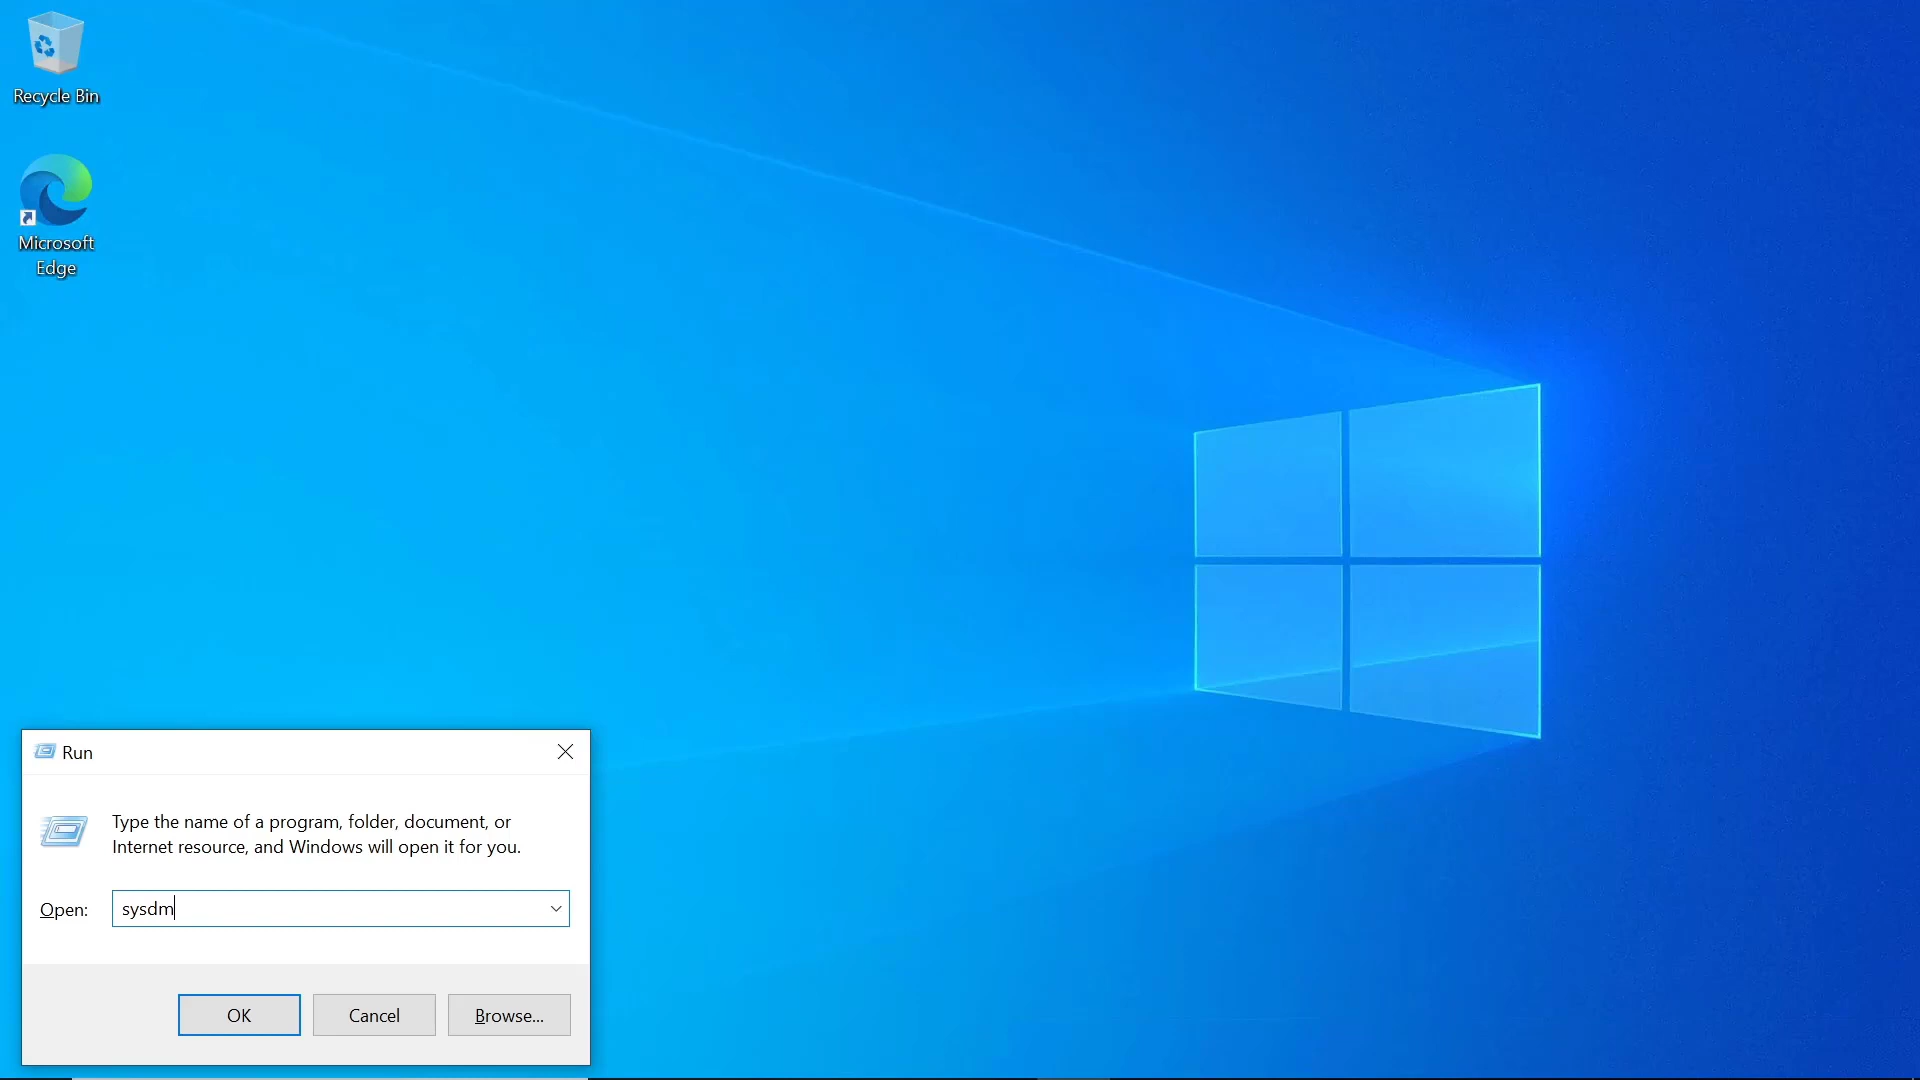 Recycle Bin
Microsoft
Edge
Run
Type the name of a program, folder, document, or
Internet resource, and Windows will open it for you.
Open: sysdm
OK Cancel Browse...